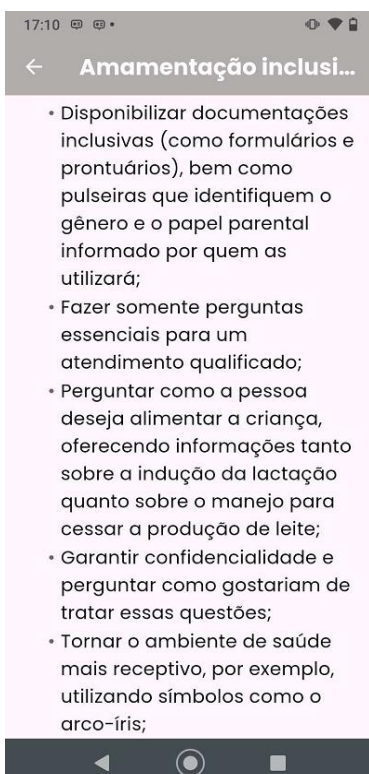 17:10
Amamentação inclusi...
• Disponibilizar documentações
inclusivas (como formulários e
prontuários), bem como
pulseiras que identifiquem o
gênero e o papel parental
informado por quem as
utilizará;
• Fazer somente perguntas
essenciais para um
atendimento qualificado;
• Perguntar como a pessoa
deseja alimentar a criança,
oferecendo informações tanto
sobre a indução da lactação
quanto sobre o manejo para
cessar a produção de leite;
• Garantir confidencialidade e
perguntar como gostariam de
tratar essas questões;
• Tornar o ambiente de saúde
mais receptivo, por exemplo,
utilizando símbolos como o
arco-íris;